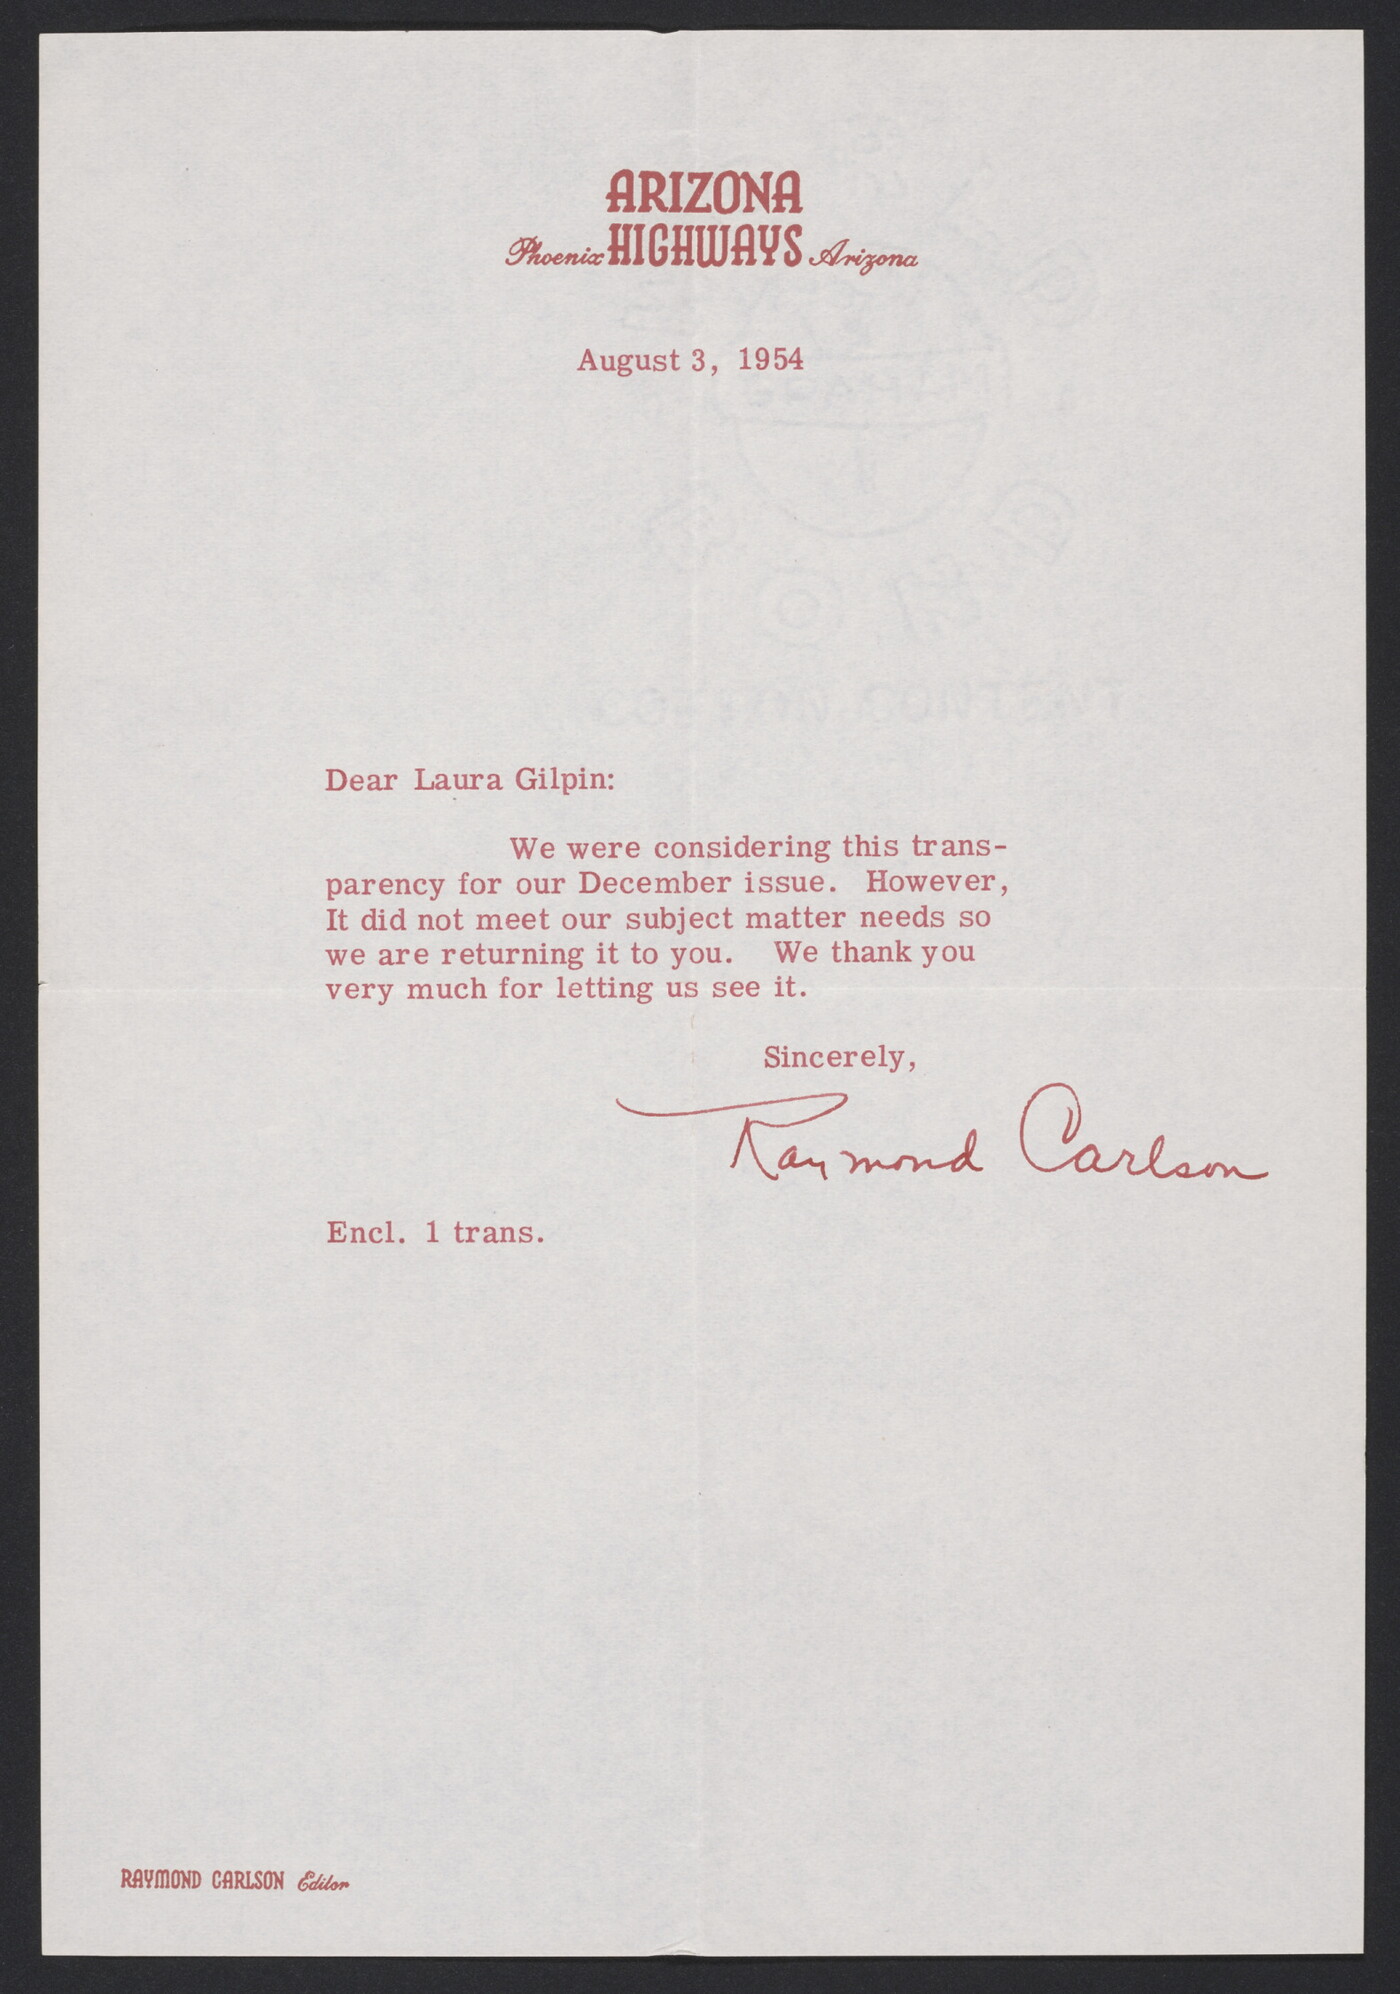 ARIZONA
Phoenix HIGHWAYS Arizona
August 3, 1954
Dear Laura Gilpin:
We were considering this trans-
parency for our December issue. However,
It did not meet our subject matter needs so
we are returning it to you. We thank you
very much for letting us see it.
Sincerely,
Raymond Carlson
Encl. 1 trans.
RAYMOND CARLSON Editor